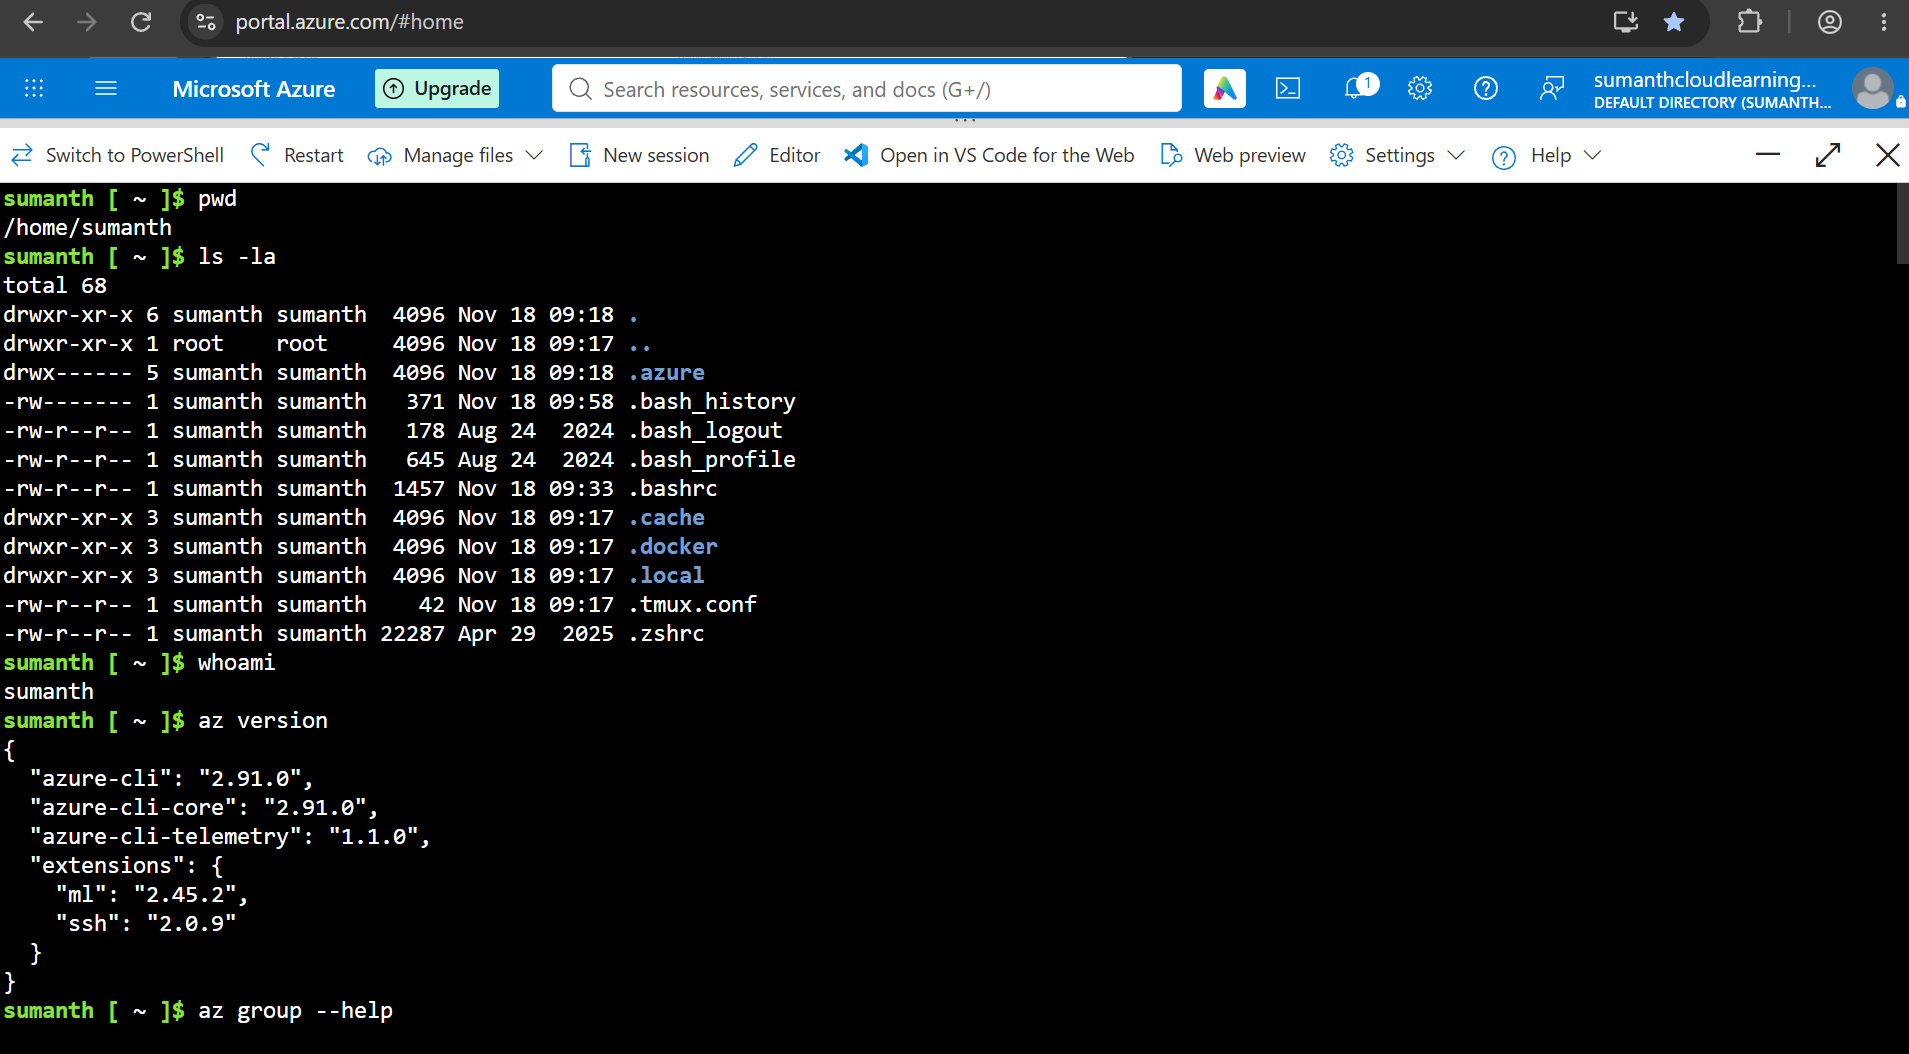 portal.azure.com/#home
Microsoft Azure Upgrade Search resources, services, and docs (G+/) 1 sumanthcloudlearning...
DEFAULT DIRECTORY (SUMANTH...
Switch to PowerShell Restart Manage files New session Editor Open in VS Code for the Web Web preview Settings Help
sumanth [ ~ ]$ pwd
/home/sumanth
sumanth [ ~ ]$ ls -la
total 68
drwxr-xr-x 6 sumanth sumanth  4096 Nov 18 09:18 .
drwxr-xr-x 1 root    root     4096 Nov 18 09:17 ..
drwx------ 5 sumanth sumanth  4096 Nov 18 09:18 .azure
-rw------- 1 sumanth sumanth   371 Nov 18 09:58 .bash_history
-rw-r--r-- 1 sumanth sumanth   178 Aug 24  2024 .bash_logout
-rw-r--r-- 1 sumanth sumanth   645 Aug 24  2024 .bash_profile
-rw-r--r-- 1 sumanth sumanth  1457 Nov 18 09:33 .bashrc
drwxr-xr-x 3 sumanth sumanth  4096 Nov 18 09:17 .cache
drwxr-xr-x 3 sumanth sumanth  4096 Nov 18 09:17 .docker
drwxr-xr-x 3 sumanth sumanth  4096 Nov 18 09:17 .local
-rw-r--r-- 1 sumanth sumanth    42 Nov 18 09:17 .tmux.conf
-rw-r--r-- 1 sumanth sumanth 22287 Apr 29  2025 .zshrc
sumanth [ ~ ]$ whoami
sumanth
sumanth [ ~ ]$ az version
{
  "azure-cli": "2.91.0",
  "azure-cli-core": "2.91.0",
  "azure-cli-telemetry": "1.1.0",
  "extensions": {
    "ml": "2.45.2",
    "ssh": "2.0.9"
  }
}
sumanth [ ~ ]$ az group --help